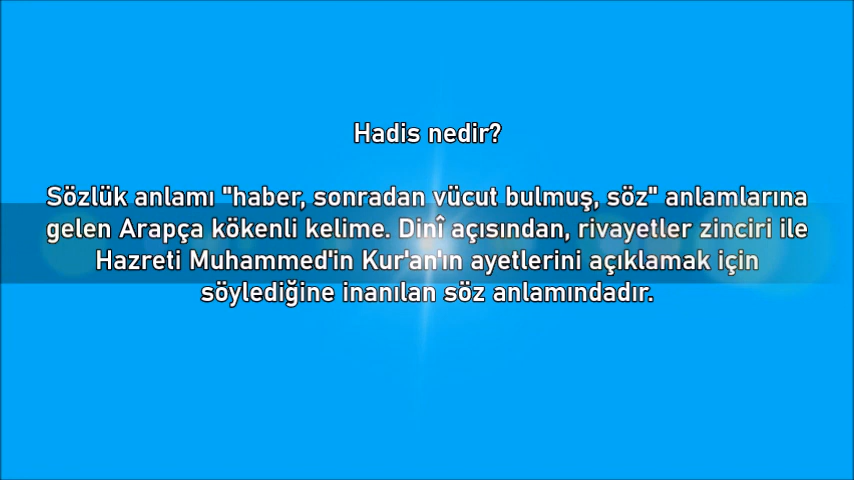 Hadis nedir?
Sözlük anlamı "haber, sonradan vücut bulmuş, söz" anlamlarına
gelen Arapça kökenli kelime. Dinî açısından, rivayetler zinciri ile
Hazreti Muhammed'in Kur'an'ın ayetlerini açıklamak için
söylediğine inanılan söz anlamındadır.